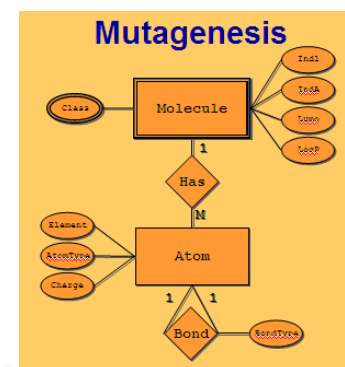 Mutagenesis
Ind1
IndA
Class
Molecule
Lumo
LogP
1
Has
M
Element
AtomType
Atom
Charge
1 1
Bond
BondType